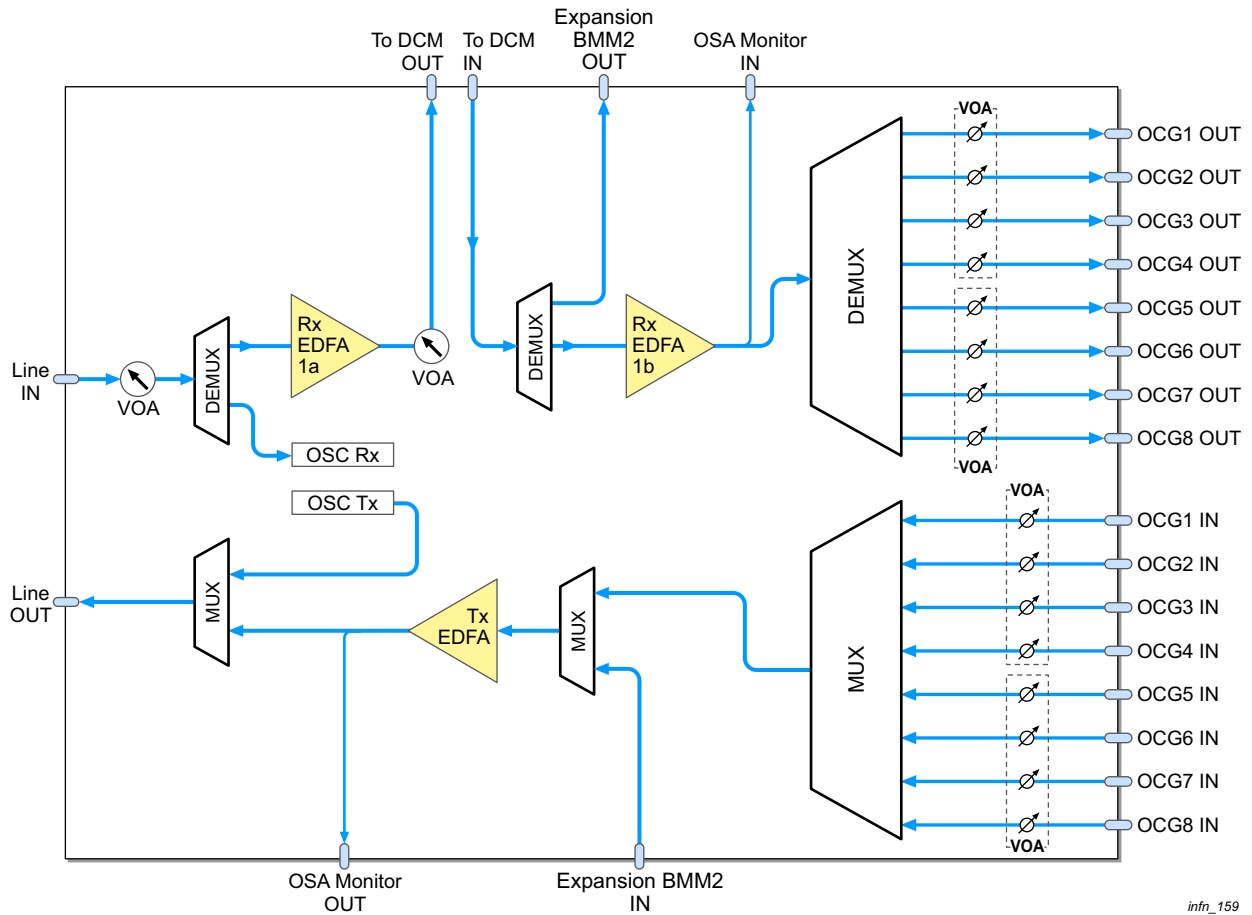 Expansion
BMM2
OUT
To DCM
OUT
To DCM
IN
OSA Monitor
IN
VOA
OCG1 OUT
OCG2 OUT
OCG3 OUT
OCG4 OUT
OCG5 OUT
OCG6 OUT
OCG7 OUT
OCG8 OUT
VOA
DEMUX
Line
IN
VOA
DEMUX
Rx
EDFA
1a
VOA
DEMUX
Rx
EDFA
1b
OSC Rx
OSC Tx
VOA
OCG1 IN
OCG2 IN
OCG3 IN
OCG4 IN
OCG5 IN
OCG6 IN
OCG7 IN
OCG8 IN
VOA
Line
OUT
MUX
Tx
EDFA
MUX
MUX
OSA Monitor
OUT
Expansion BMM2
IN
infn_159